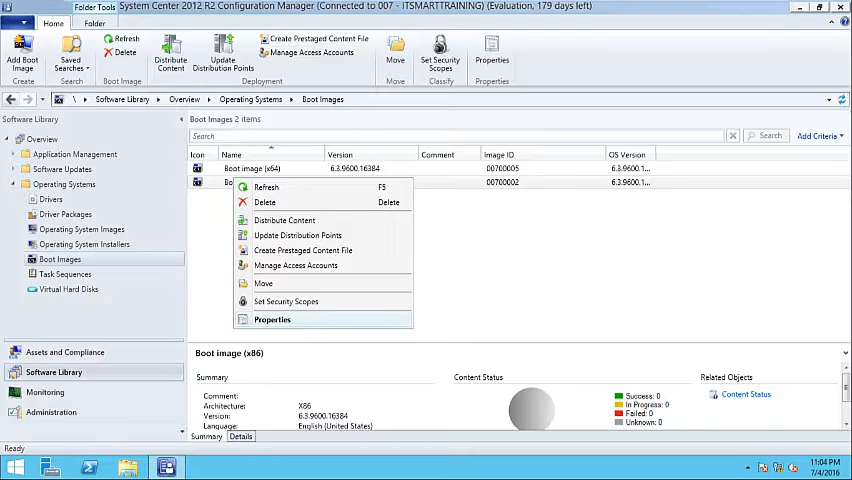 Folder Tools
System Center 2012 R2 Configuration Manager (Connected to 007 - ITSMARTTRAINING) (Evaluation, 179 days left)
Home
Folder
Add Boot
Image
Saved
Searches
Refresh
Delete
Distribute
Content
Update
Distribution Points
Create Prestaged Content File
Manage Access Accounts
Move
Set Security
Scopes
Properties
Create
Search
Boot Image
Deployment
Move
Classify
Properties
\ Software Library Overview Operating Systems Boot Images
Software Library
Overview
Application Management
Software Updates
Operating Systems
Drivers
Driver Packages
Operating System Images
Operating System Installers
Boot Images
Task Sequences
Virtual Hard Disks
Assets and Compliance
Software Library
Monitoring
Administration
Boot Images 2 items
Search
Search
Add Criteria
Icon Name Version Comment Image ID OS Version
Boot image (x64) 6.3.9600.16384 00700005 6.3.9600.1...
Bo 00700002 6.3.9600.1...
Refresh F5
Delete Delete
Distribute Content
Update Distribution Points
Create Prestaged Content File
Manage Access Accounts
Move
Set Security Scopes
Properties
Boot image (x86)
Summary
Comment:
Architecture: X86
Version: 6.3.9600.16384
Language: English (United States)
Content Status
Success: 0
In Progress: 0
Failed: 0
Unknown: 0
Related Objects
Content Status
Summary Details
Ready
11:04 PM
7/4/2016